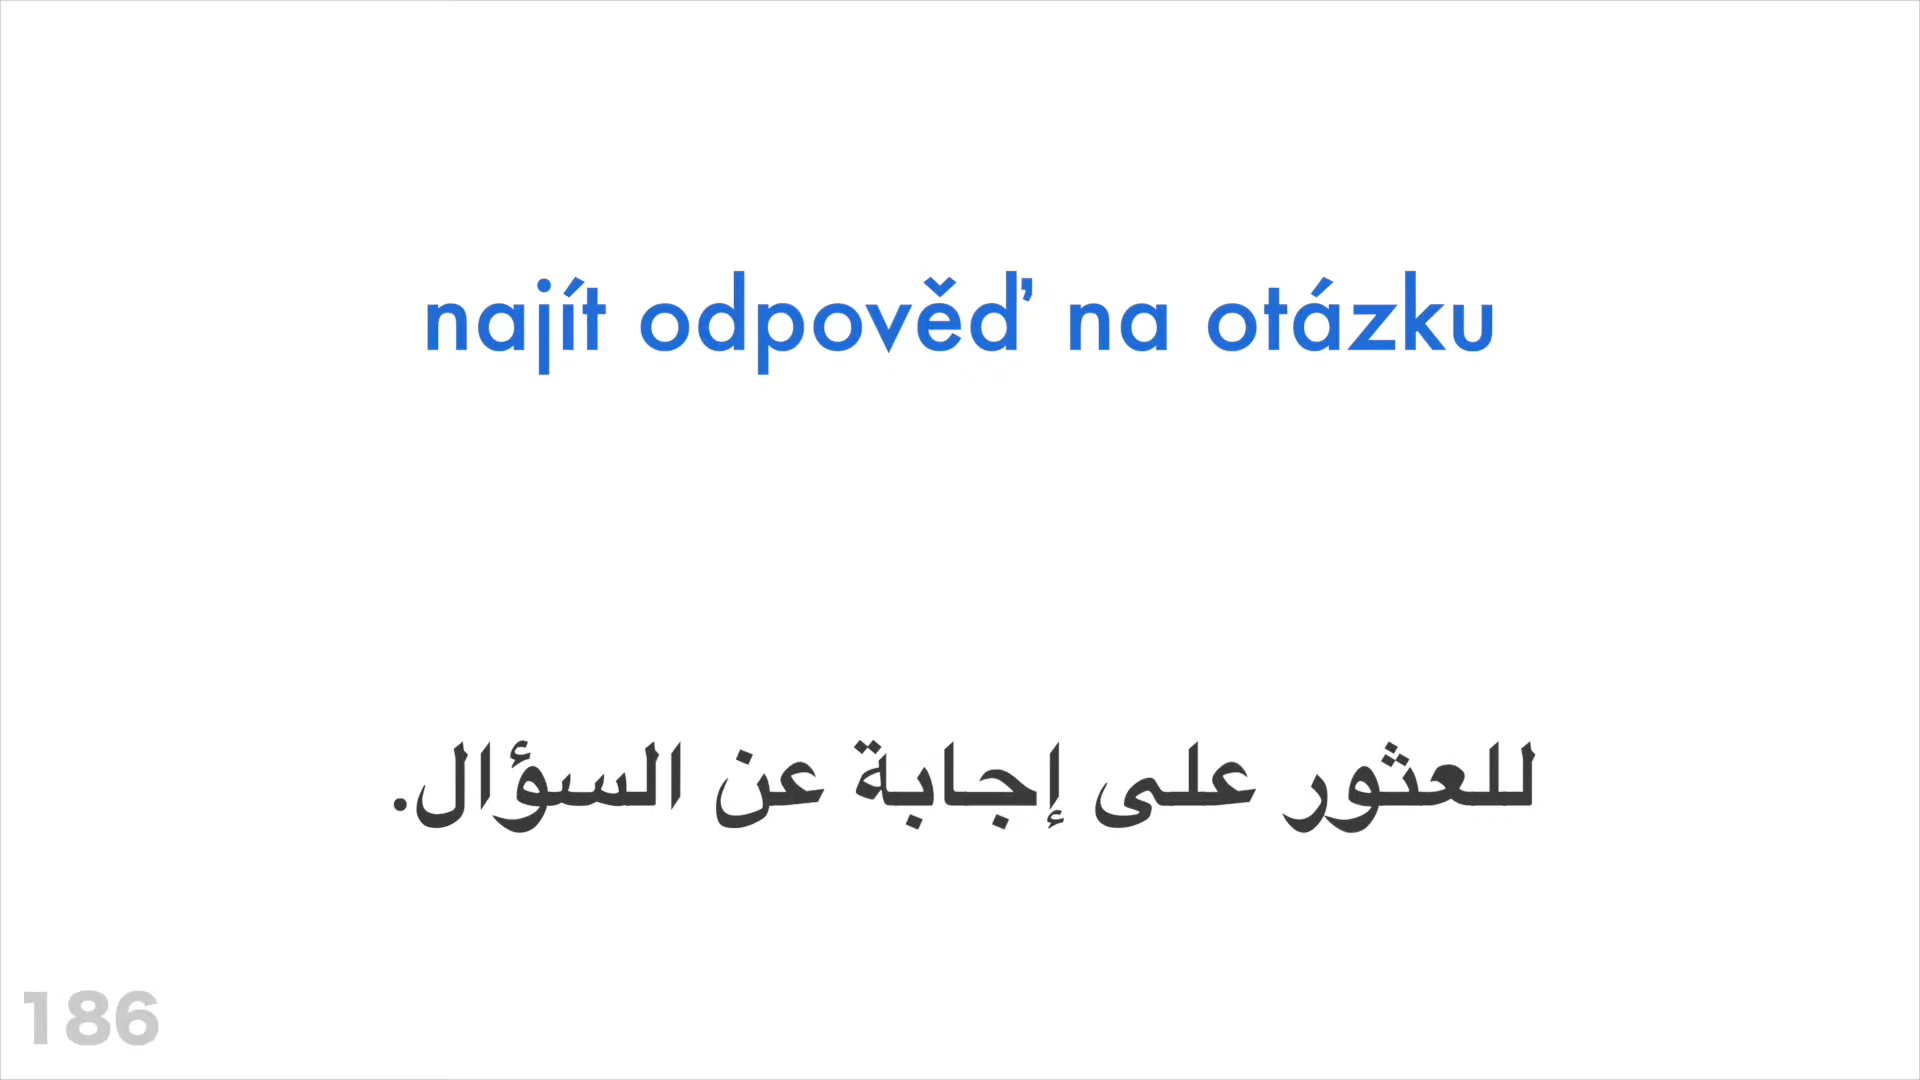 najít odpověď na otázku
للعثور على إجابة عن السؤال.
186